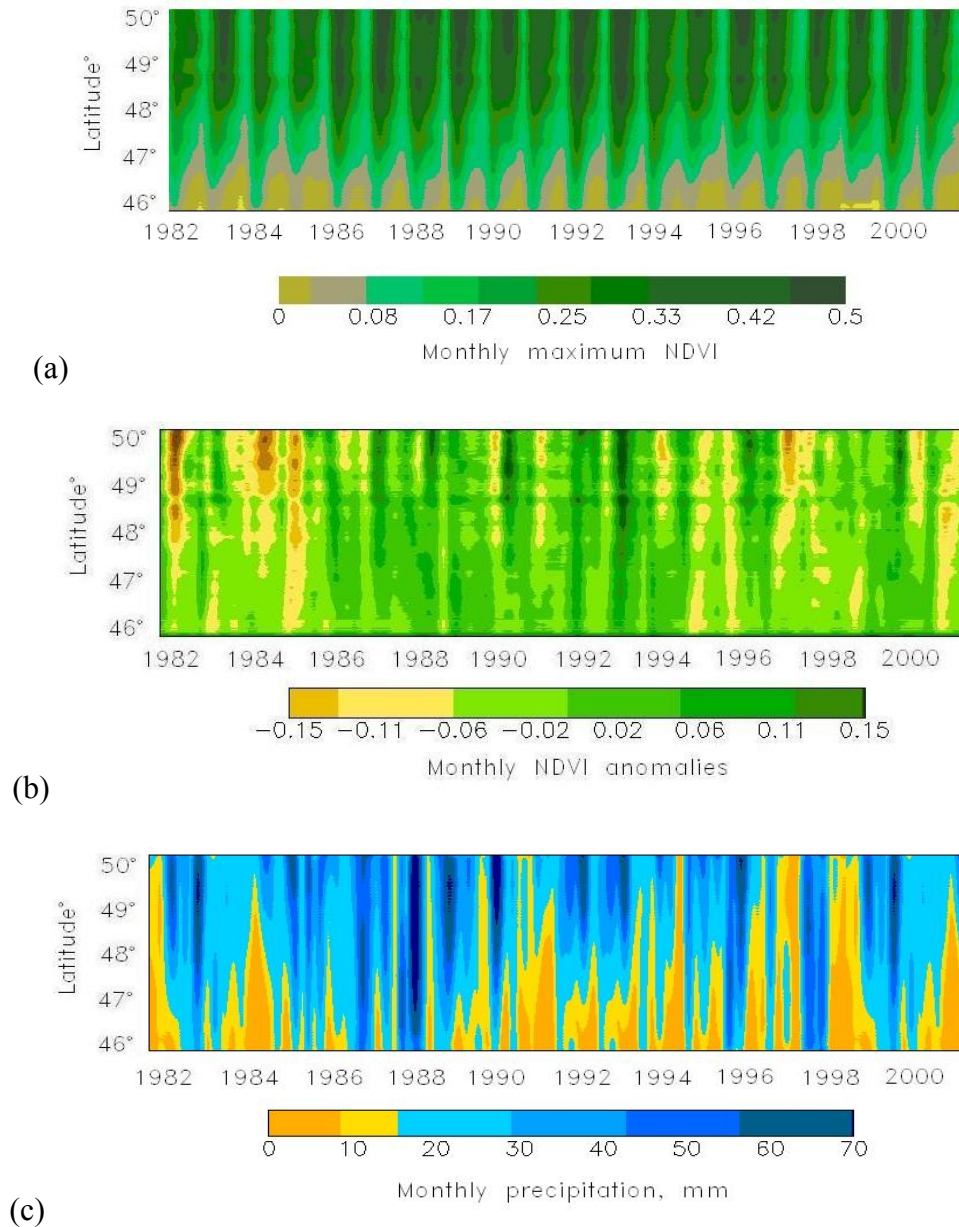 50°
49°
48°
47°
46°
Latitude°
1982 1984 1986 1988 1990 1992 1994 1996 1998 2000
0 0.08 0.17 0.25 0.33 0.42 0.5
Monthly maximum NDVI
(a)
50°
49°
48°
47°
46°
Latitude°
1982 1984 1986 1988 1990 1992 1994 1996 1998 2000
-0.15 -0.11 -0.06 -0.02 0.02 0.06 0.11 0.15
Monthly NDVI anomalies
(b)
50°
49°
48°
47°
46°
Latitude°
1982 1984 1986 1988 1990 1992 1994 1996 1998 2000
0 10 20 30 40 50 60 70
Monthly precipitation, mm
(c)